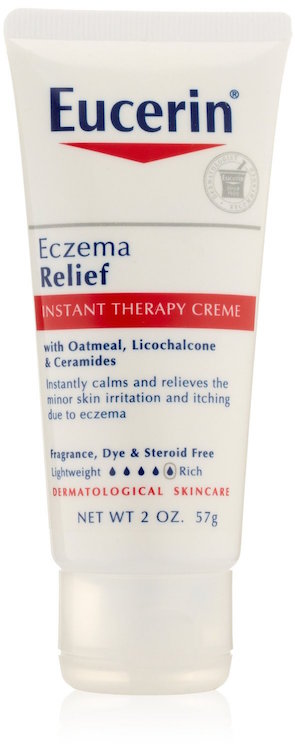 Eucerin®
Eczema
Relief
INSTANT THERAPY CREME
with Oatmeal, Licochalcone
& Ceramides
Instantly calms and relieves the
minor skin irritation and itching
due to eczema
Fragrance, Dye & Steroid Free
Lightweight Rich
DERMATOLOGICAL SKINCARE
NET WT 2 OZ. 57g